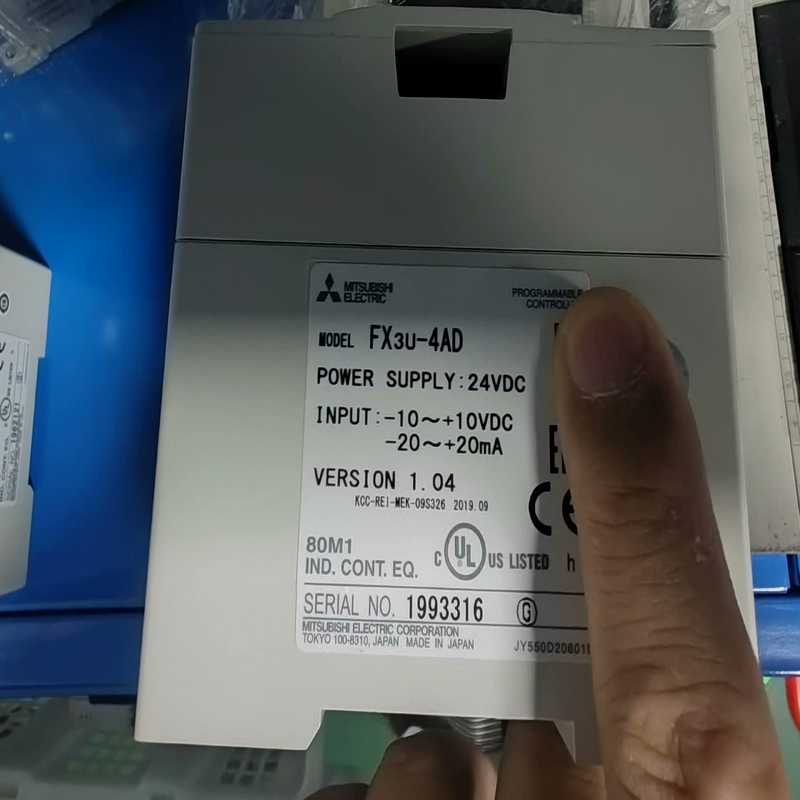 MITSUBISHI
ELECTRIC
PROGRAMMABLE
MODEL FX3U-4AD
POWER SUPPLY:24VDC
INPUT:-10～+10VDC
-20～+20mA
VERSION 1.04
KCC-REI-MEK-09S326 2019.09
CE
80M1
IND. CONT. EQ.
C UL US LISTED
SERIAL NO. 1993316 G
MITSUBISHI ELECTRIC CORPORATION
TOKYO 100-8310, JAPAN MADE IN JAPAN